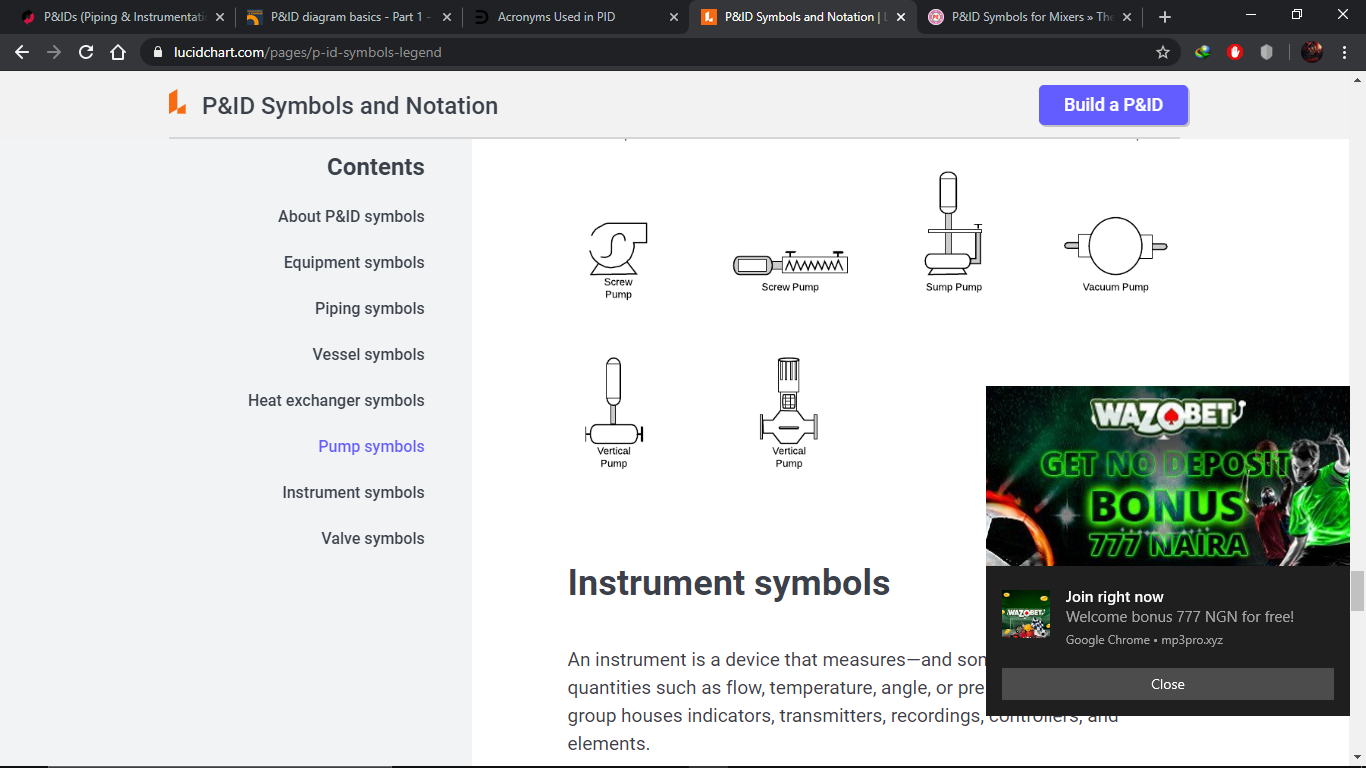 P&IDs (Piping & Instrumentatio
P&ID diagram basics - Part 1 -
Acronyms Used in PID
P&ID Symbols and Notation | L
P&ID Symbols for Mixers » The
lucidchart.com/pages/p-id-symbols-legend
P&ID Symbols and Notation
Build a P&ID
Contents
About P&ID symbols
Equipment symbols
Piping symbols
Vessel symbols
Heat exchanger symbols
Pump symbols
Instrument symbols
Valve symbols
Screw
Pump
Screw Pump
Sump Pump
Vacuum Pump
Vertical
Pump
Vertical
Pump
Instrument symbols
An instrument is a device that measures—and som
quantities such as flow, temperature, angle, or pre
group houses indicators, transmitters, recordings, controllers, and
elements.
WAZOBET
GET NO DEPOSIT
BONUS
777 NAIRA
WAZOBET
Join right now
Welcome bonus 777 NGN for free!
Google Chrome • mp3pro.xyz
Close